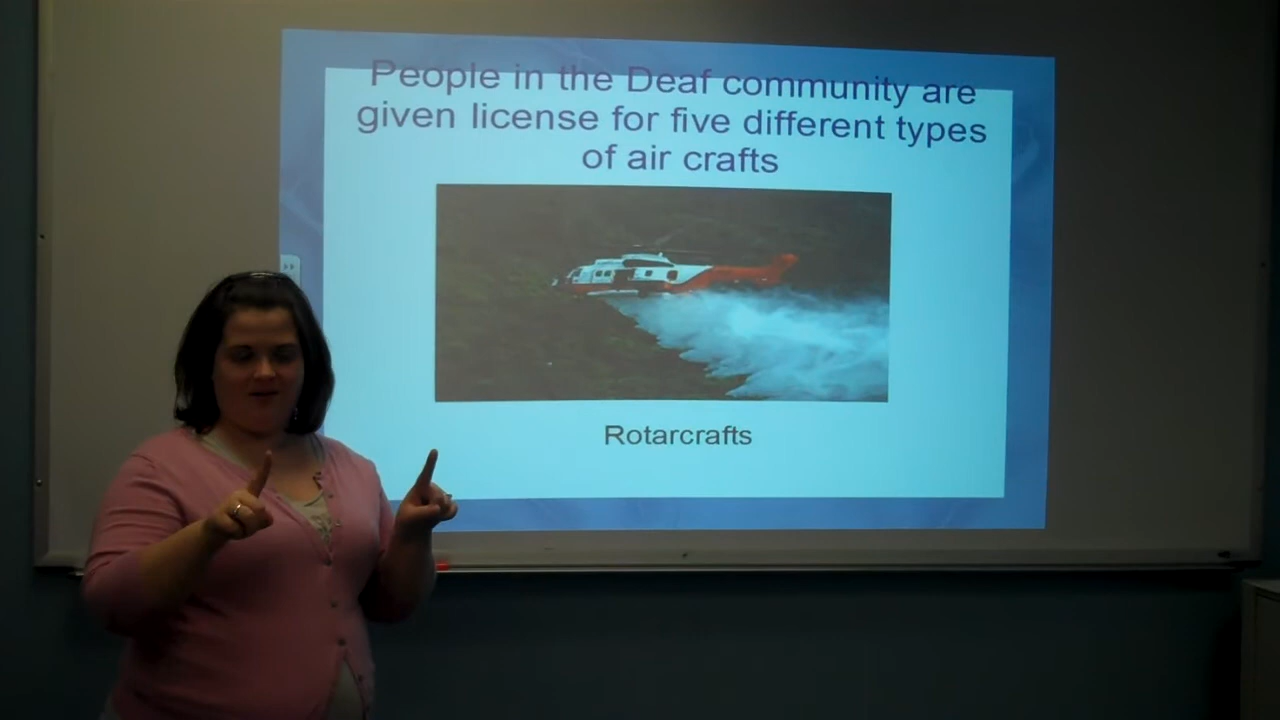 People in the Deaf community are
given license for five different types
of air crafts
Rotarcrafts